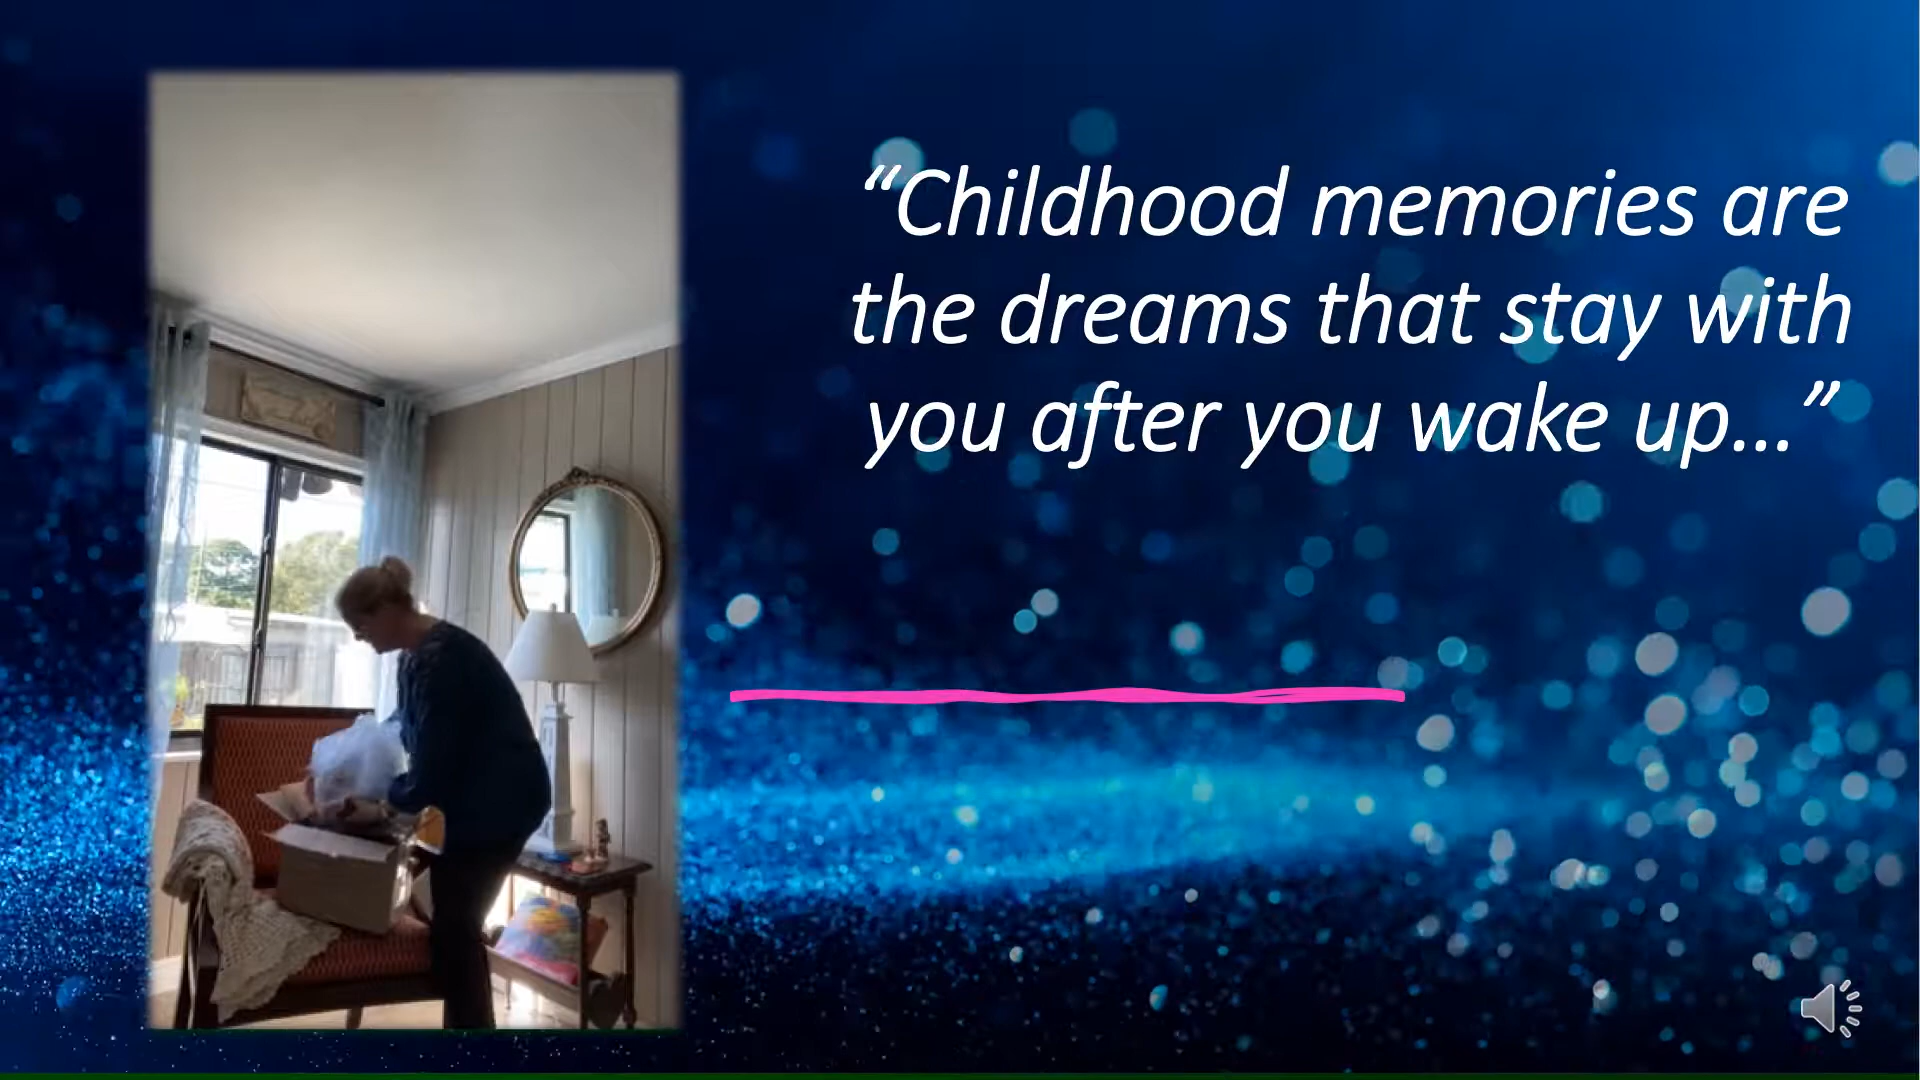 “Childhood memories are
the dreams that stay with
you after you wake up...”